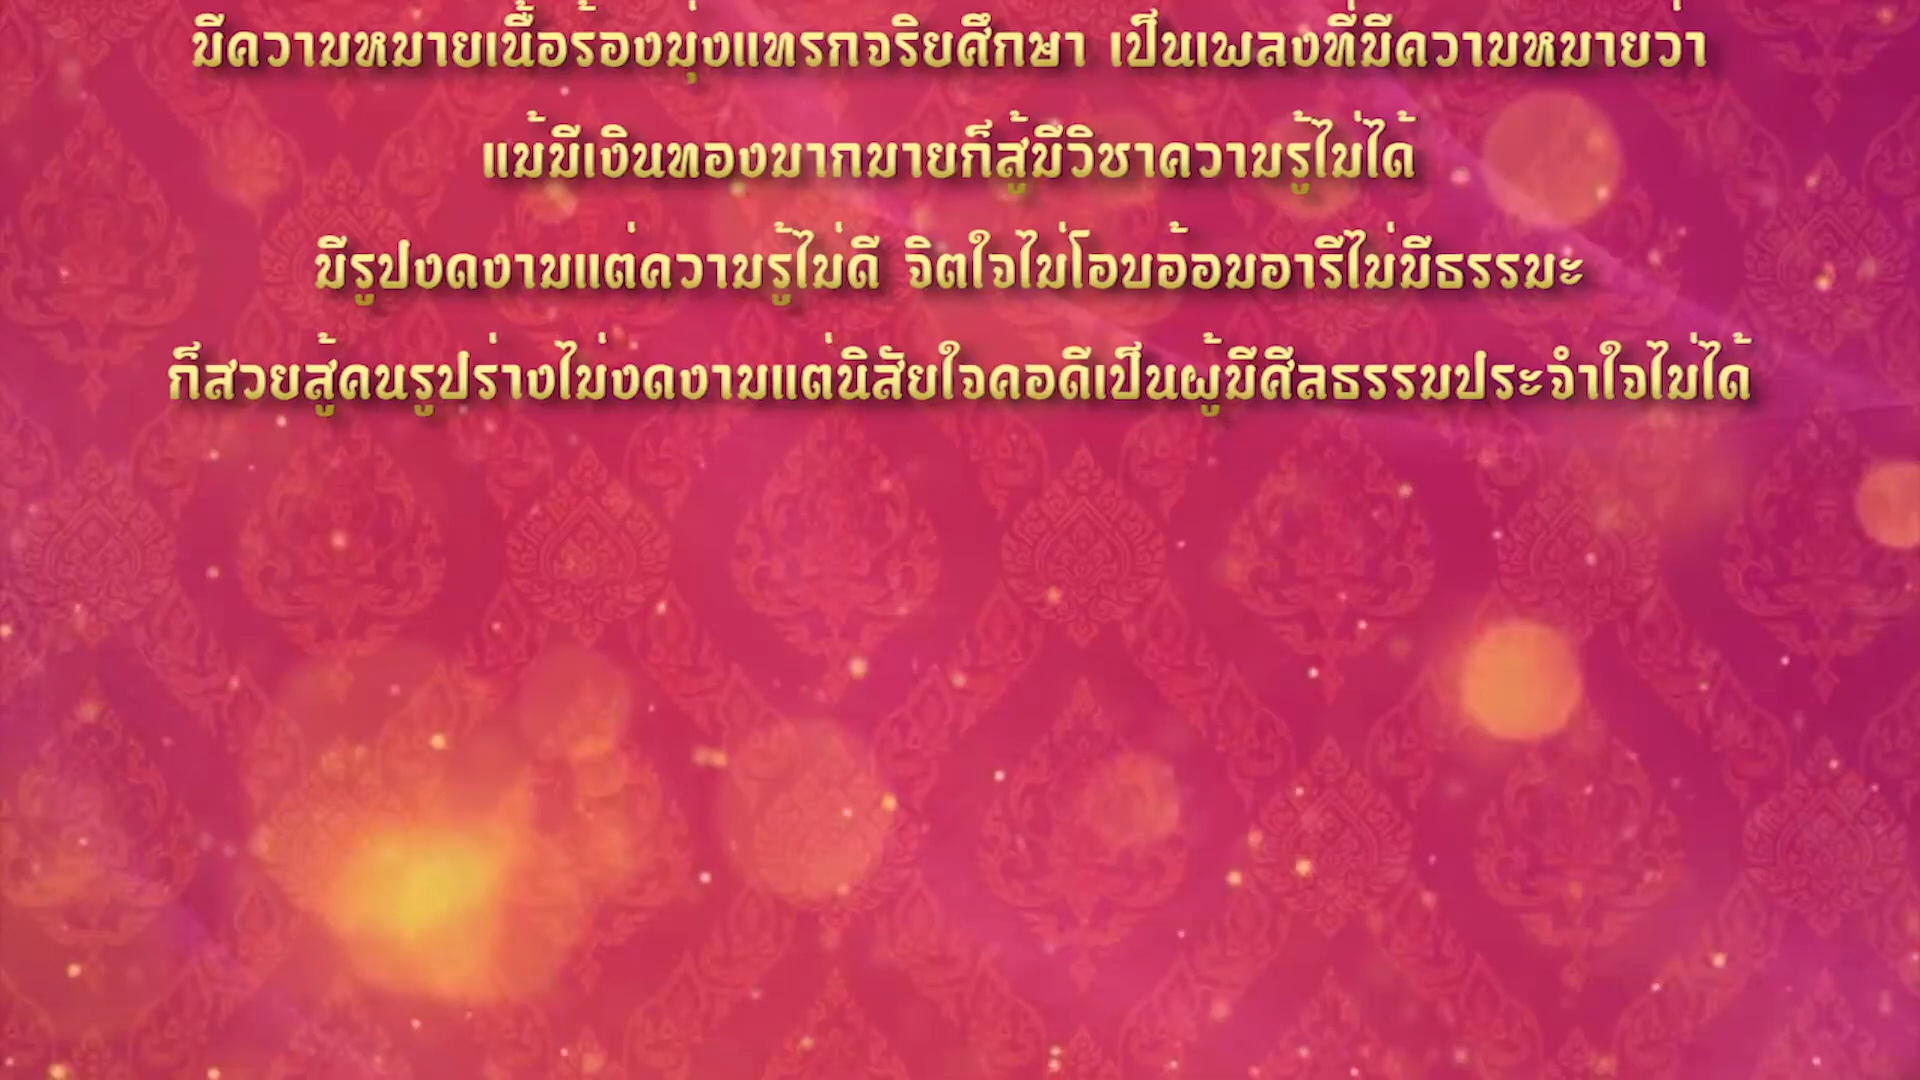 มีความหมายเนื้อร้องมุ่งแทรกจริยศึกษา เป็นเพลงที่มีความหมายว่า
แม้มีเงินทองมากมายก็สู้มีวิชาความรู้ไม่ได้
มีรูปงดงามแต่ความรู้ไม่ดี จิตใจไม่โอบอ้อมอารีไม่มีธรรมะ
ก็สวยสู้คนรูปร่างไม่งดงามแต่นิสัยใจคอดีเป็นผู้มีศีลธรรมประจำใจไม่ได้